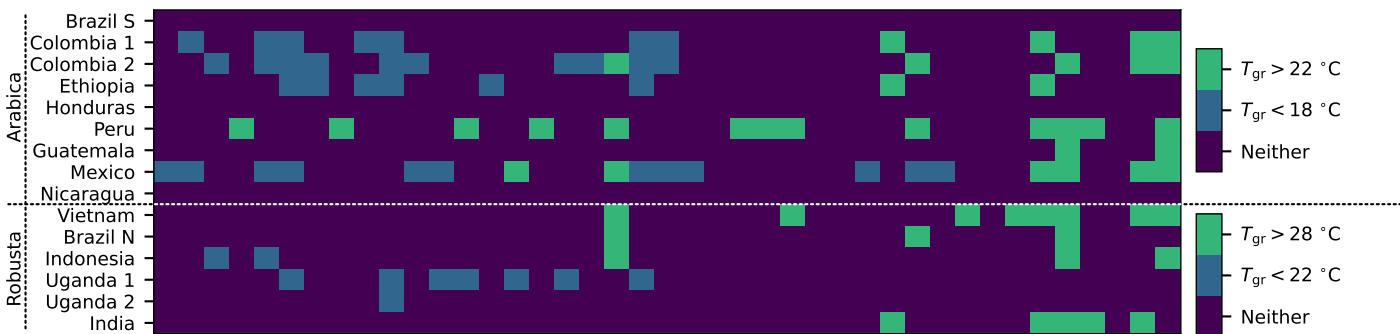 Arabica
Brazil S
Colombia 1
Colombia 2
Ethiopia
Honduras
Peru
Guatemala
Mexico
Nicaragua
Robusta
Vietnam
Brazil N
Indonesia
Uganda 1
Uganda 2
India
T_gr > 22 °C
T_gr < 18 °C
Neither
T_gr > 28 °C
T_gr < 22 °C
Neither